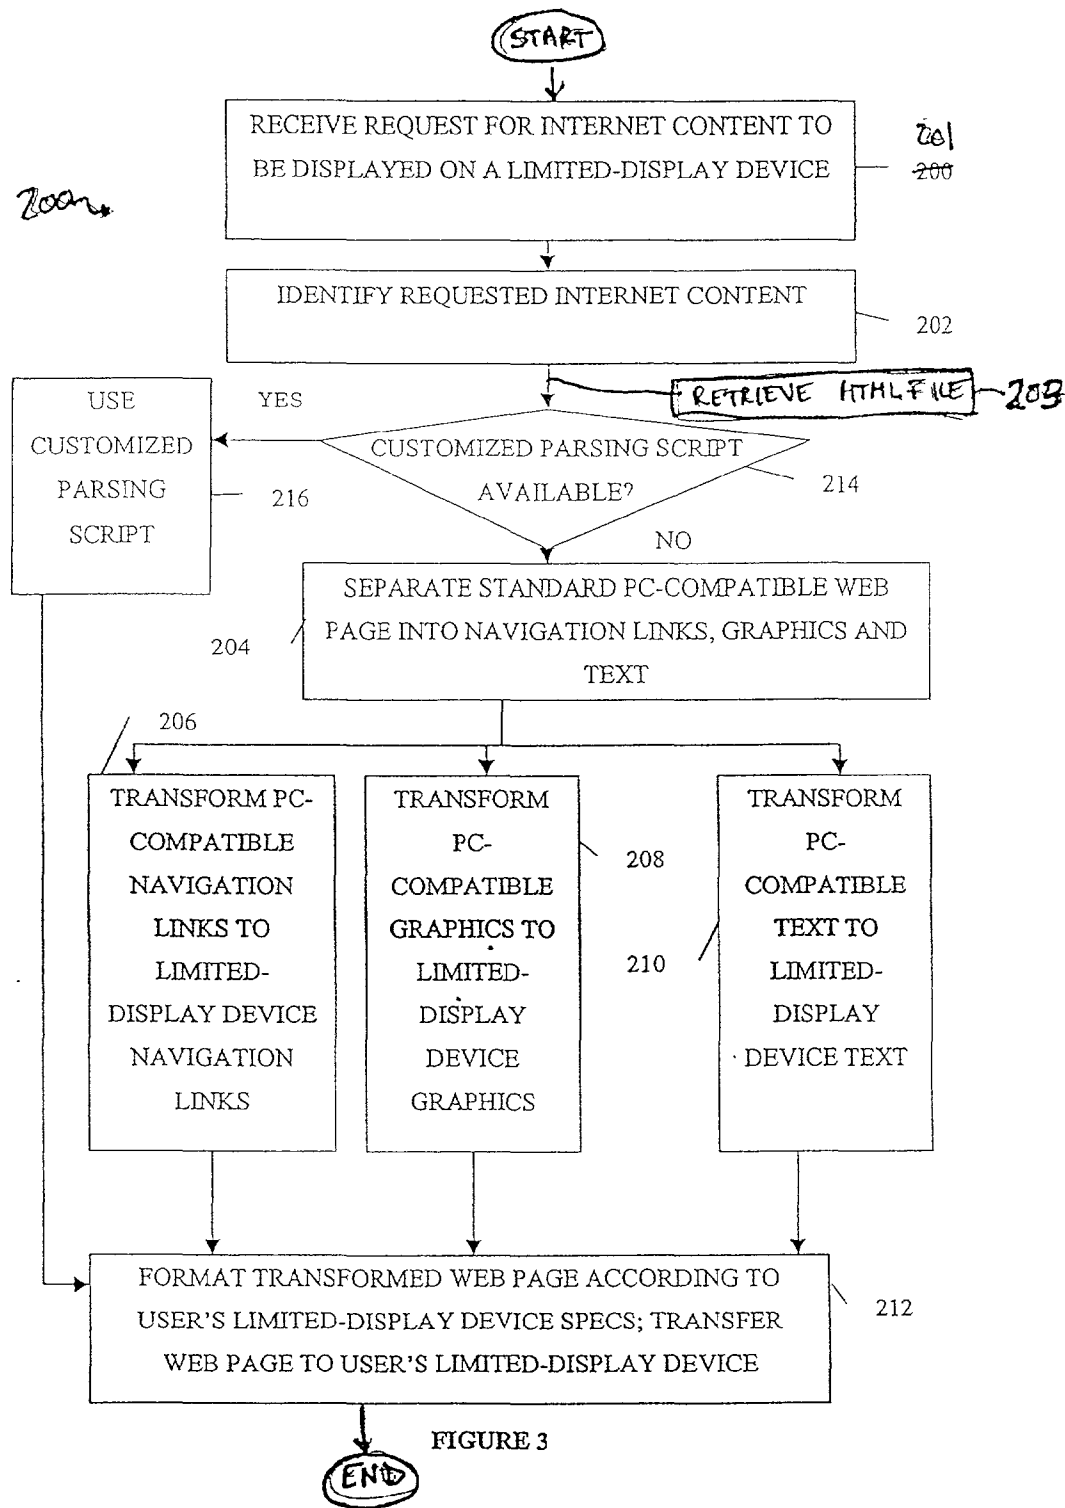 START
RECEIVE REQUEST FOR INTERNET CONTENT TO
BE DISPLAYED ON A LIMITED-DISPLAY DEVICE
201
200
200
IDENTIFY REQUESTED INTERNET CONTENT
202
RETRIEVE HTML FILE
203
USE
CUSTOMIZED
PARSING
SCRIPT
YES
216
CUSTOMIZED PARSING SCRIPT
AVAILABLE?
214
NO
SEPARATE STANDARD PC-COMPATIBLE WEB
PAGE INTO NAVIGATION LINKS, GRAPHICS AND
TEXT
204
206
TRANSFORM PC-
COMPATIBLE
NAVIGATION
LINKS TO
LIMITED-
DISPLAY DEVICE
NAVIGATION
LINKS
TRANSFORM
PC-
COMPATIBLE
GRAPHICS TO
LIMITED-
DISPLAY
DEVICE
GRAPHICS
208
TRANSFORM
PC-
COMPATIBLE
TEXT TO
LIMITED-
DISPLAY
DEVICE TEXT
210
FORMAT TRANSFORMED WEB PAGE ACCORDING TO
USER'S LIMITED-DISPLAY DEVICE SPECS; TRANSFER
WEB PAGE TO USER'S LIMITED-DISPLAY DEVICE
212
FIGURE 3
END